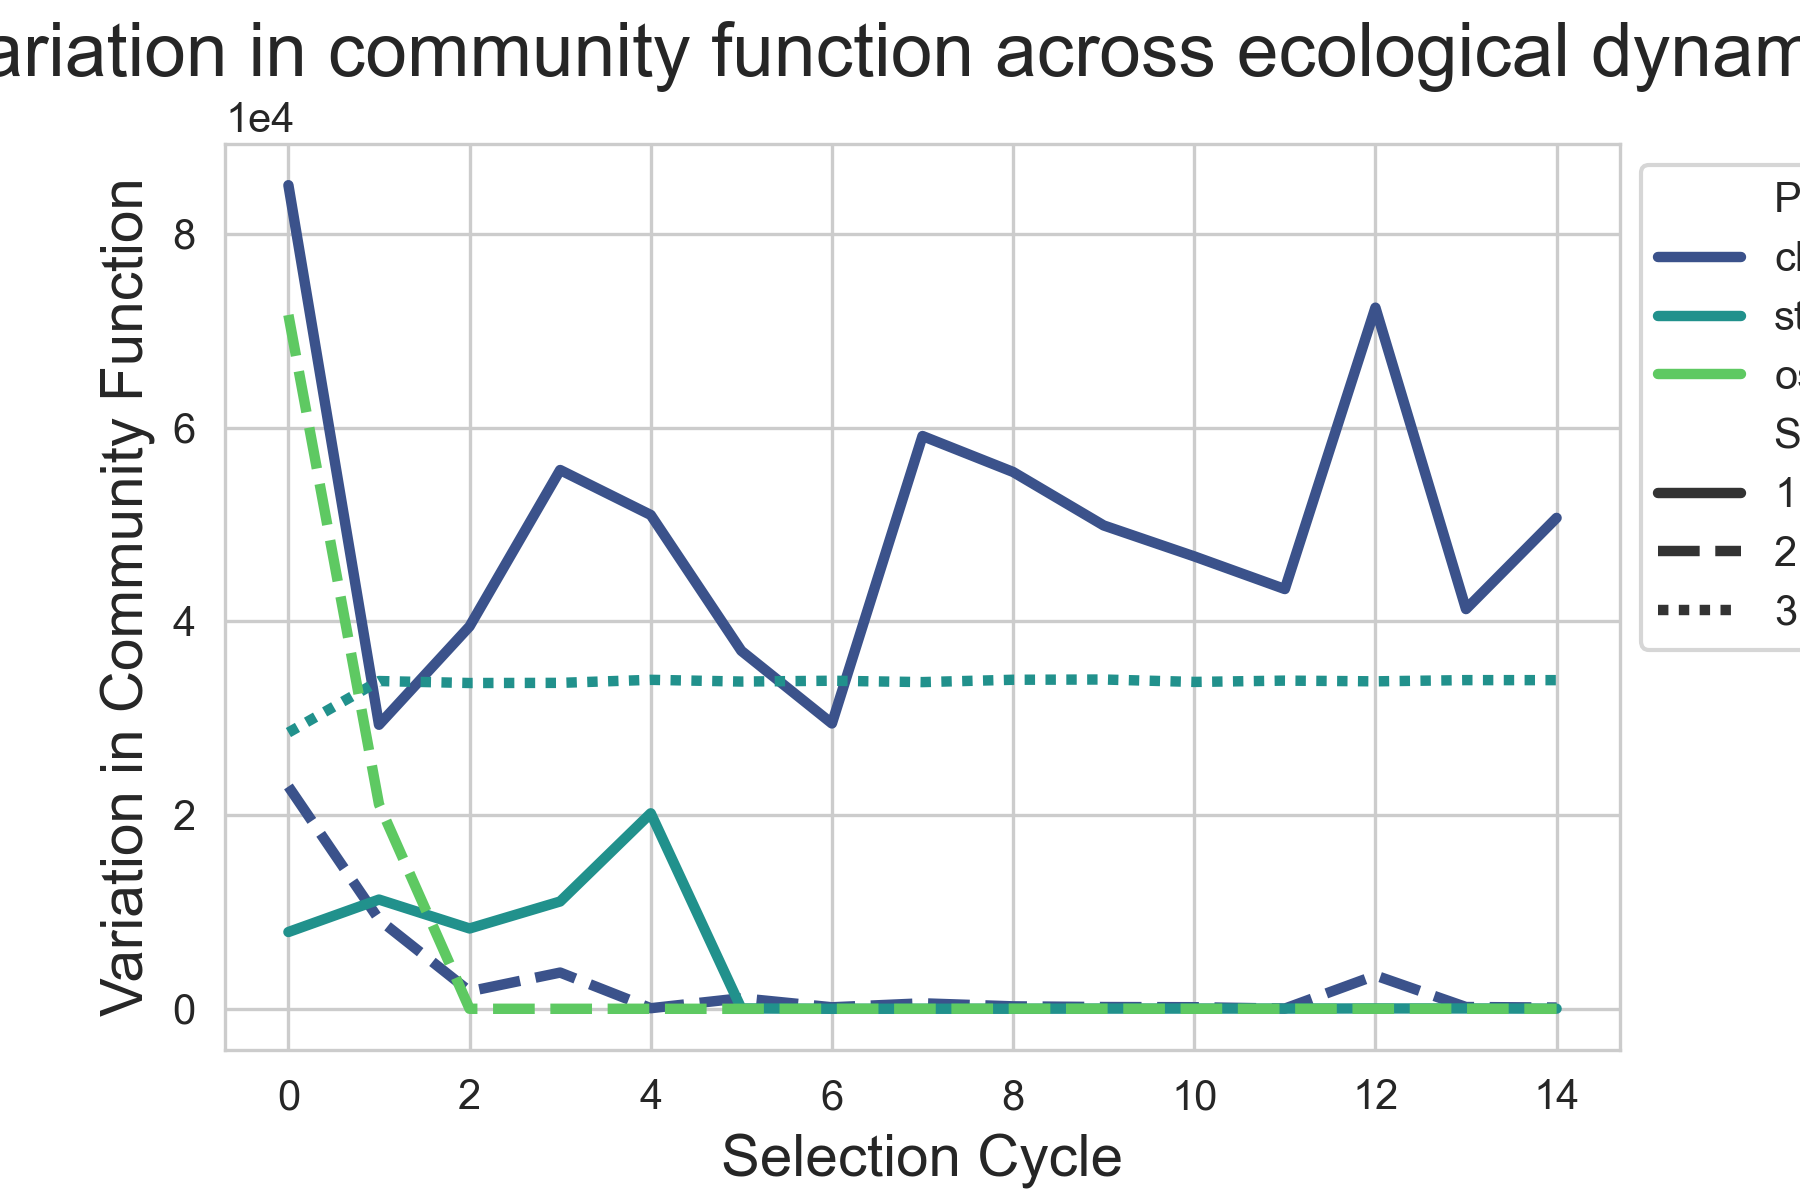 ariation in community function across ecological dynam
1e4
Variation in Community Function
8
6
4
2
0
0 2 4 6 8 10 12 14
Selection Cycle
P
st
os
S
1
2
3